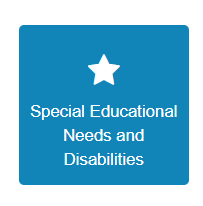 Special Educational
Needs and
Disabilities